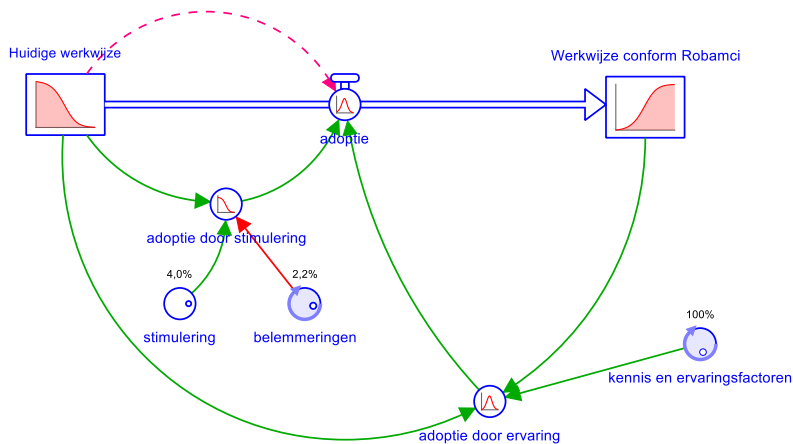 Huidige werkwijze
Werkwijze conform Robamci
adoptie
adoptie door stimulering
4,0%
2,2%
stimulering
belemmeringen
100%
kennis en ervaringsfactoren
adoptie door ervaring